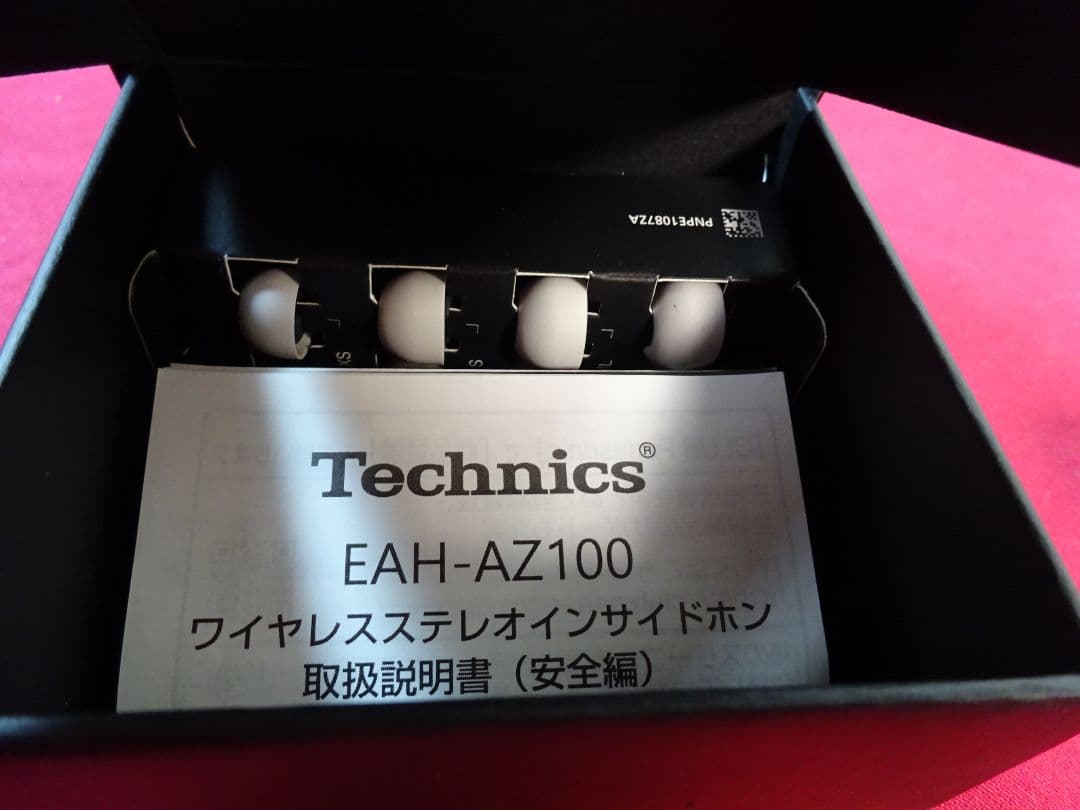 PNPE1087ZA
XS
S
L
Technics®
EAH-AZ100
ワイヤレスステレオインサイドホン
取扱説明書（安全編）